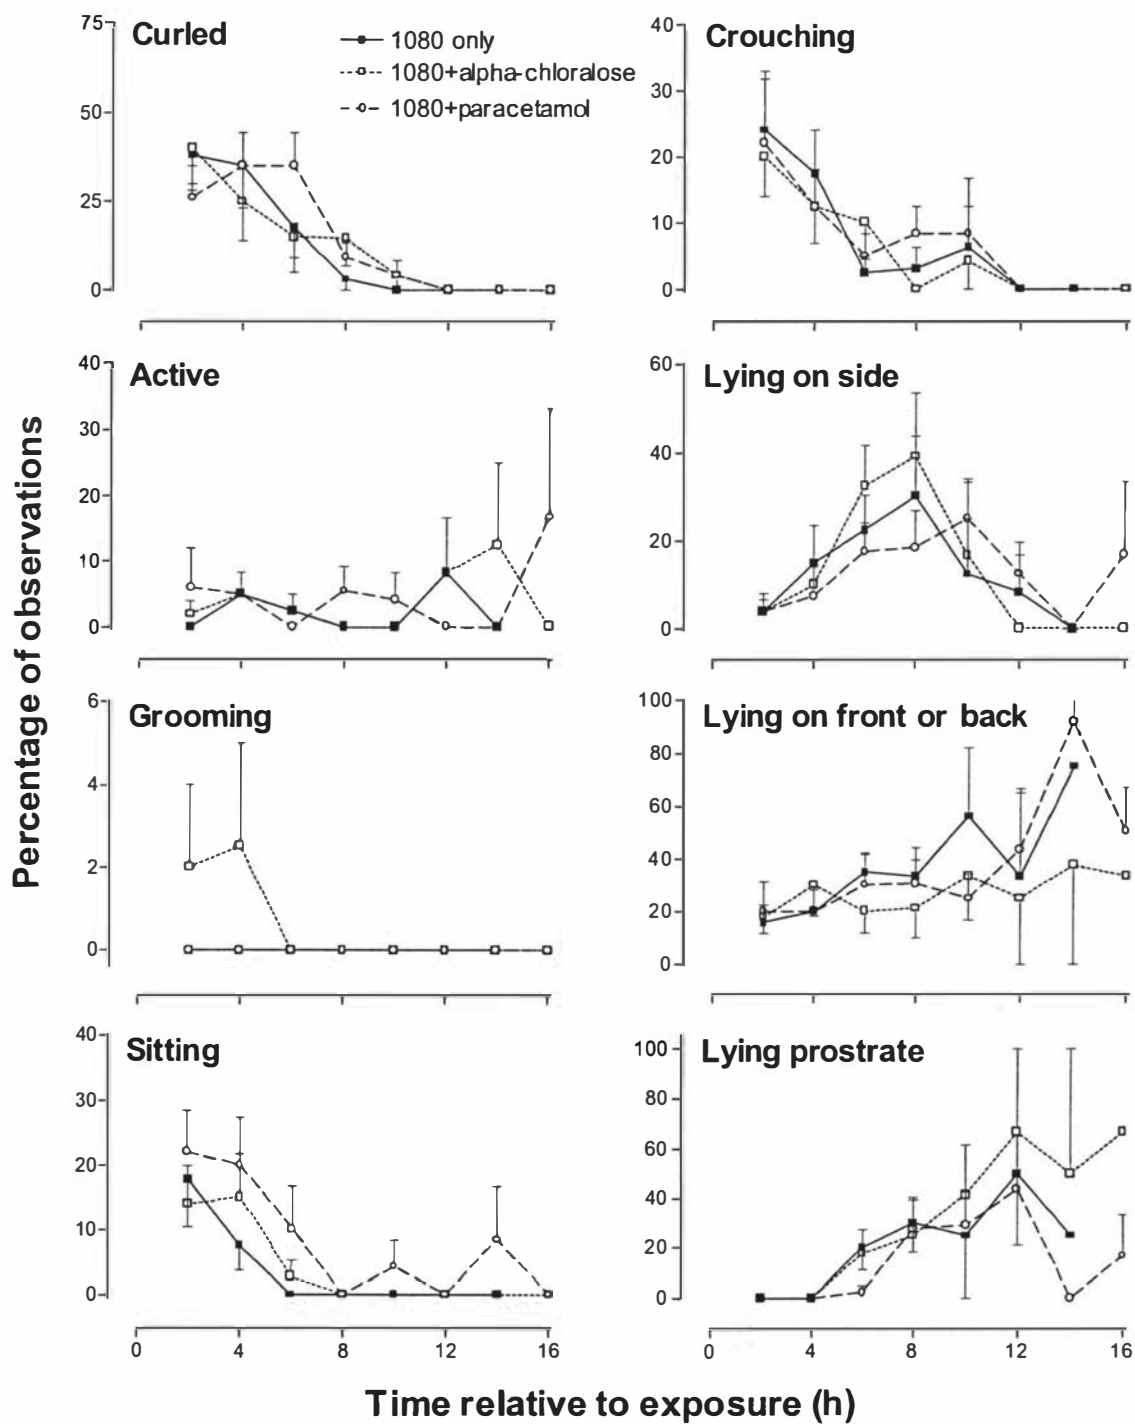 Curled
75
50
25
0
1080 only
1080+alpha-chloralose
1080+paracetamol
Crouching
40
30
20
10
0
Active
40
30
20
10
0
Lying on side
60
40
20
0
Grooming
6
4
2
0
Lying on front or back
100
80
60
40
20
0
Sitting
40
30
20
10
0
0 4 8 12 16
Lying prostrate
100
80
60
40
20
0
0 4 8 12 16
Percentage of observations
Time relative to exposure (h)